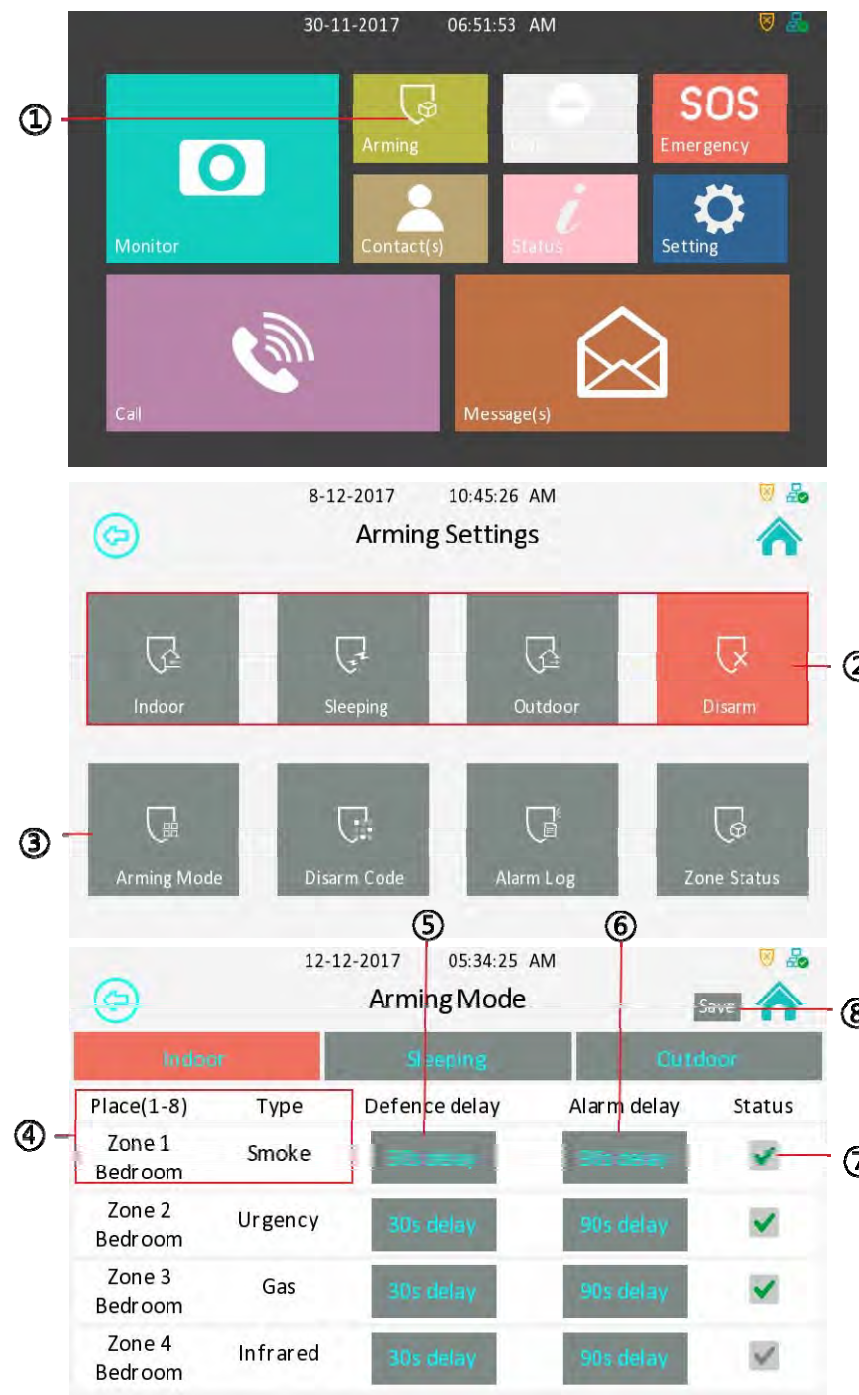 30-11-2017 06:51:53 AM
①
Arming
SOS
Emergency
Monitor
Contact(s)
Status
Setting
Call
Message(s)
8-12-2017 10:45:26 AM
Arming Settings
②
Indoor Sleeping Outdoor Disarm
③
Arming Mode Disarm Code Alarm Log Zone Status
⑤ ⑥
12-12-2017 05:34:25 AM
Arming Mode
Save
⑧
Indoor Sleeping Outdoor
Place(1-8) Type Defence delay Alarm delay Status
④
Zone 1
Bedroom
Smoke
⑦
Zone 2
Bedroom
Urgency 30s delay 90s delay
Zone 3
Bedroom
Gas 30s delay 90s delay
Zone 4
Bedroom
Infrared 30s delay 90s delay